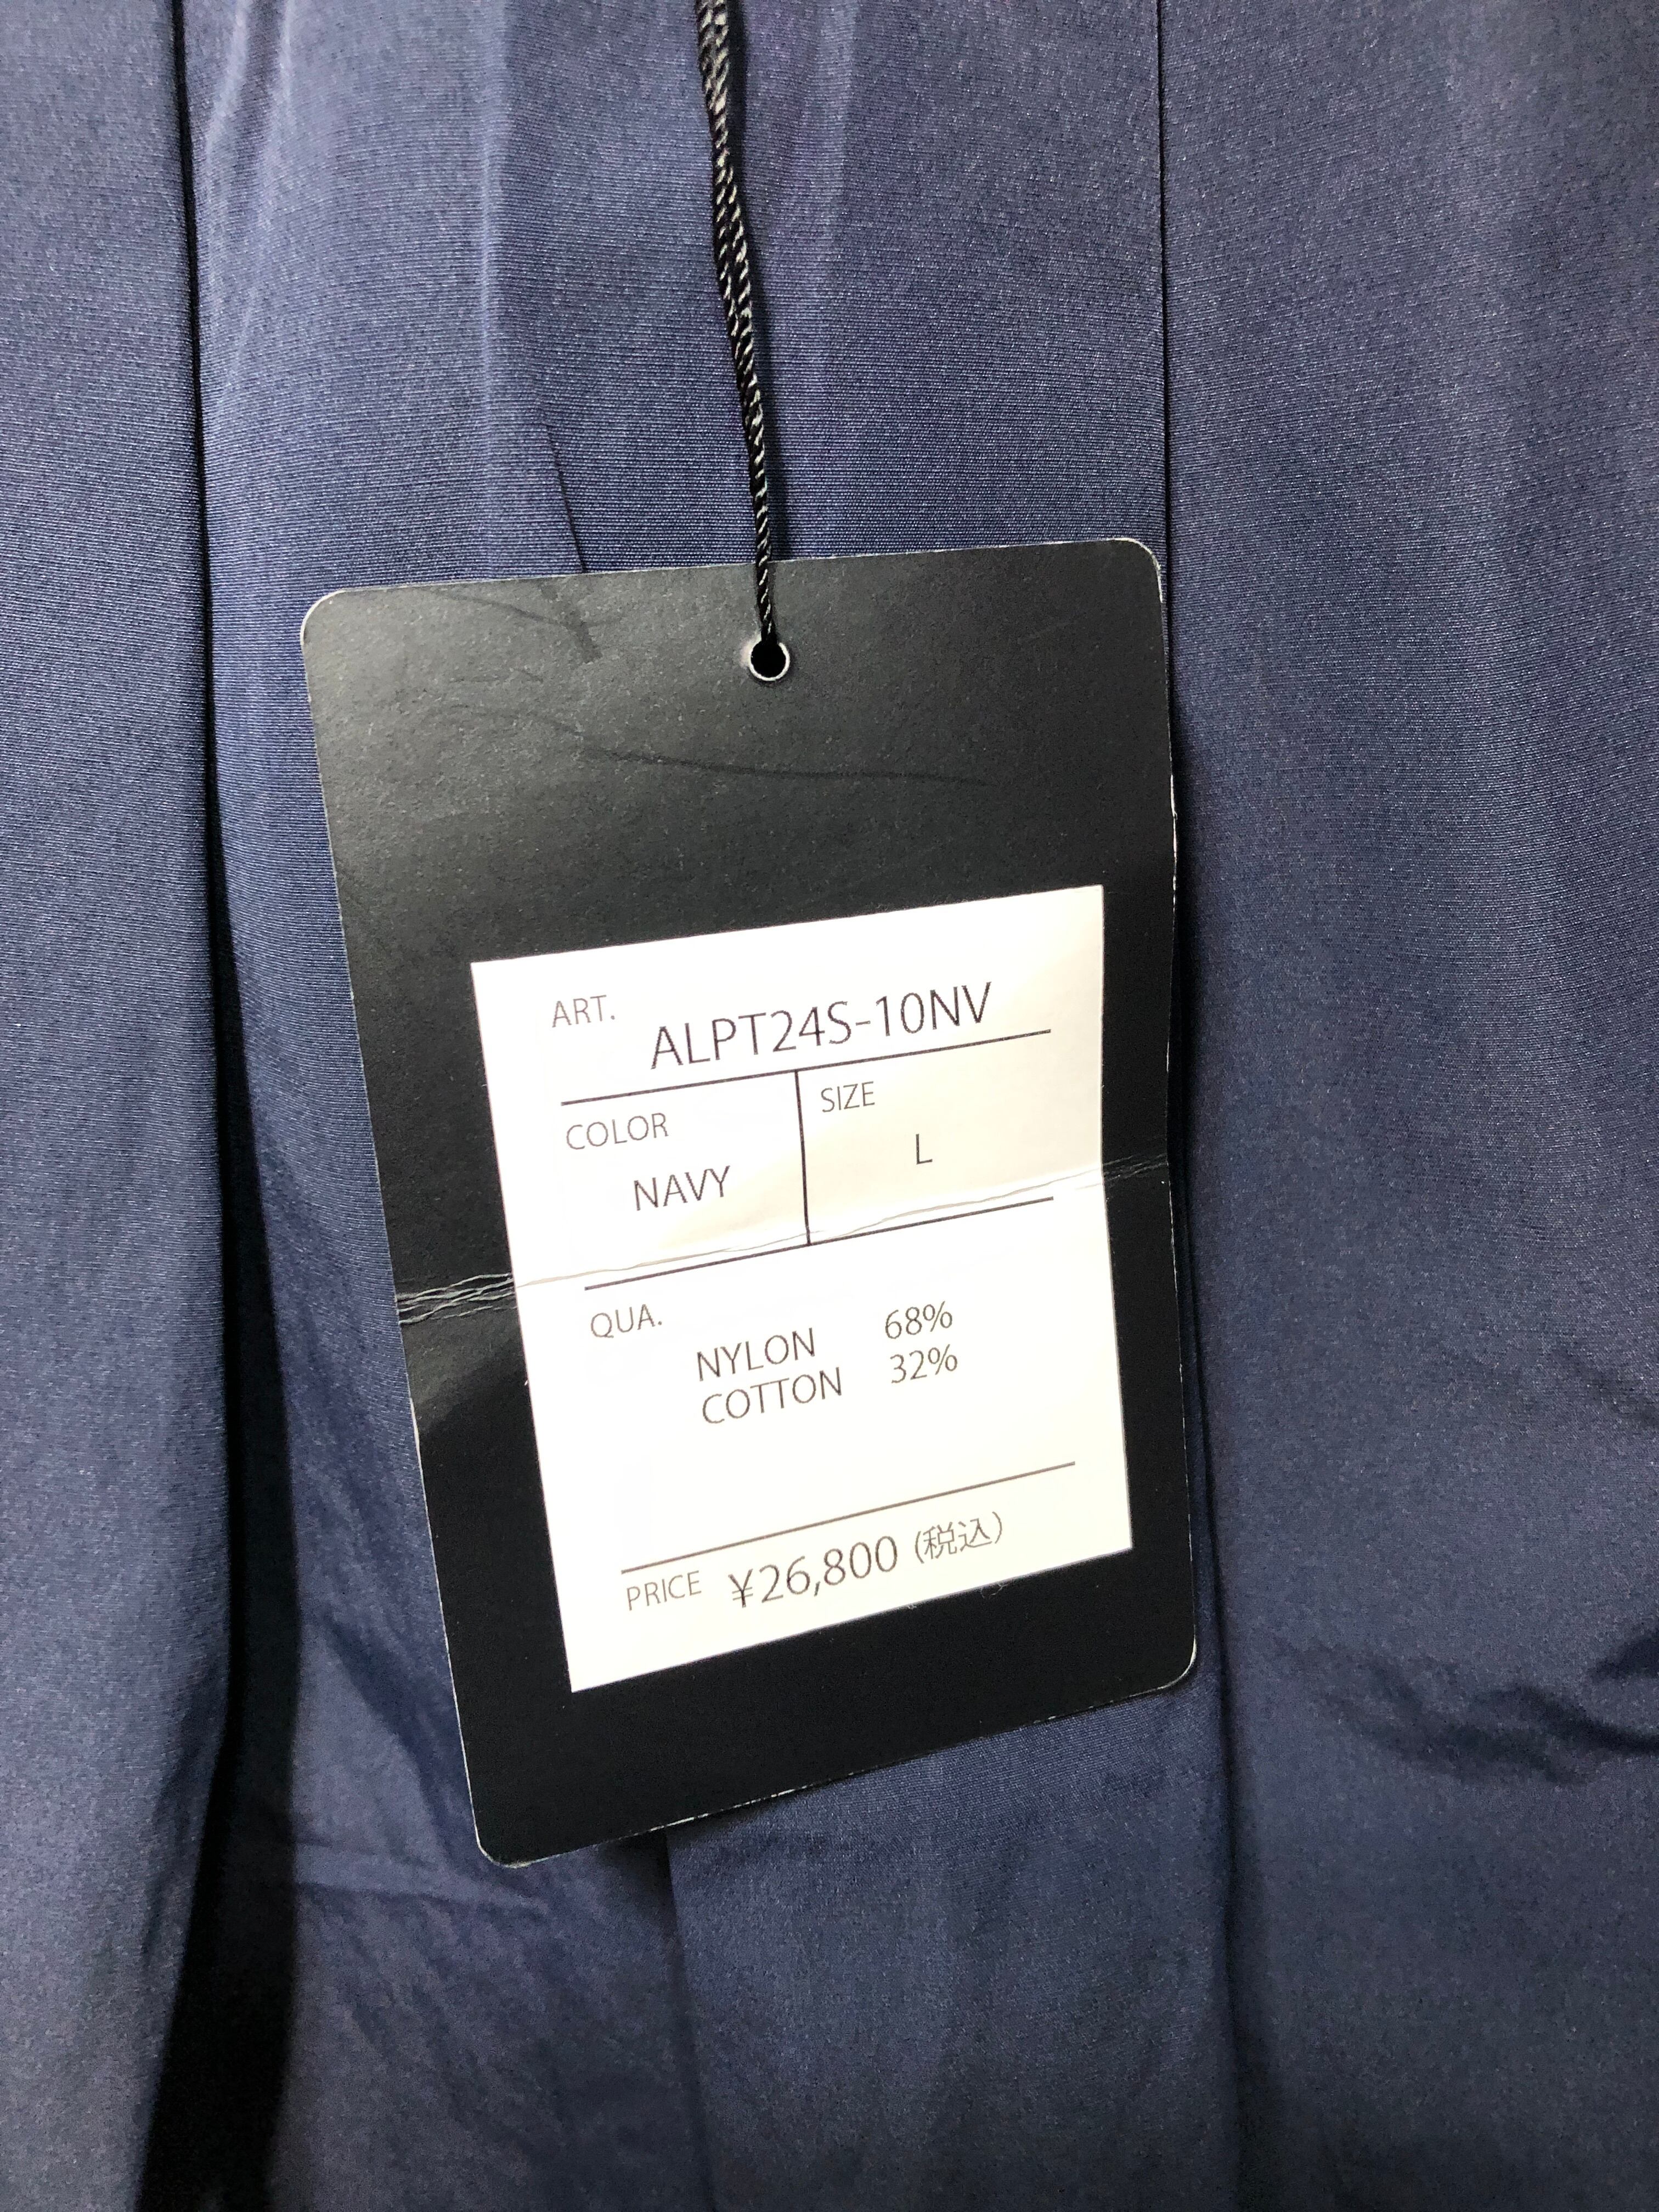 ART.
ALPT24S-10NV
COLOR
NAVY
SIZE
L
QUA.
NYLON 68%
COTTON 32%
PRICE ¥26,800 (税込)